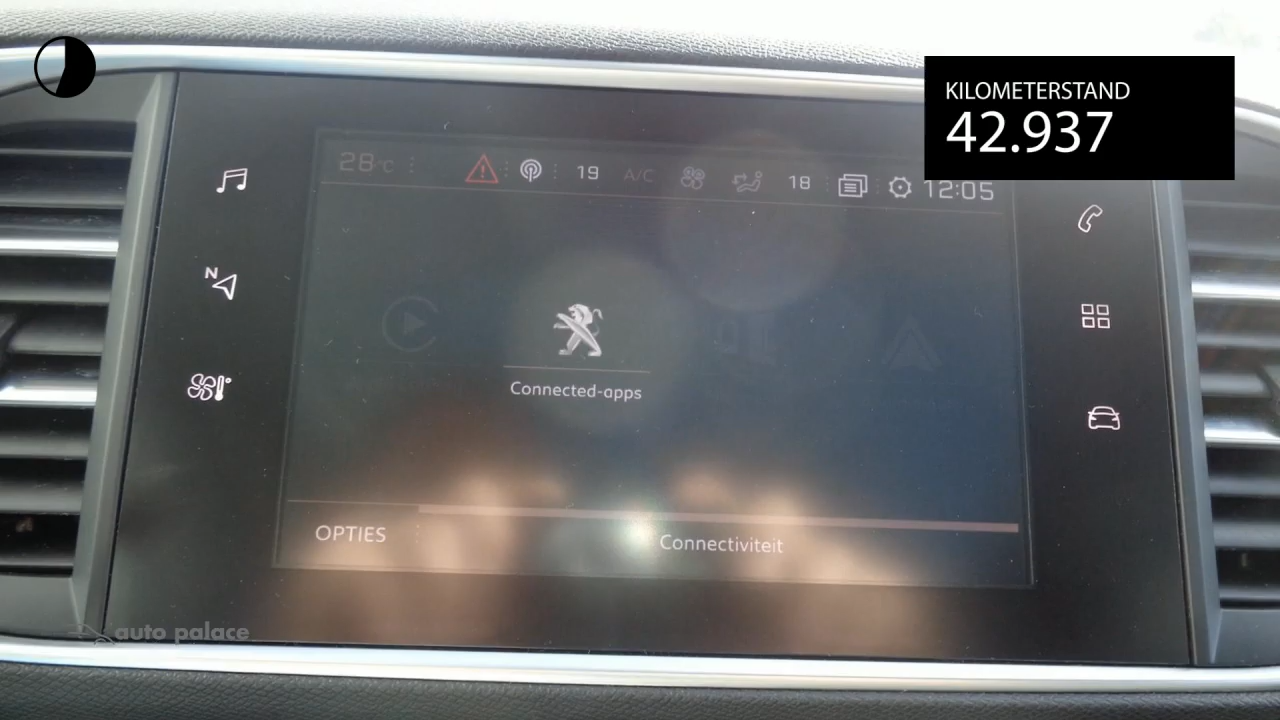 KILOMETERSTAND
42.937
28°C
19
A/C
18
12:05
N
Connected-apps
OPTIES
Connectiviteit
auto palace